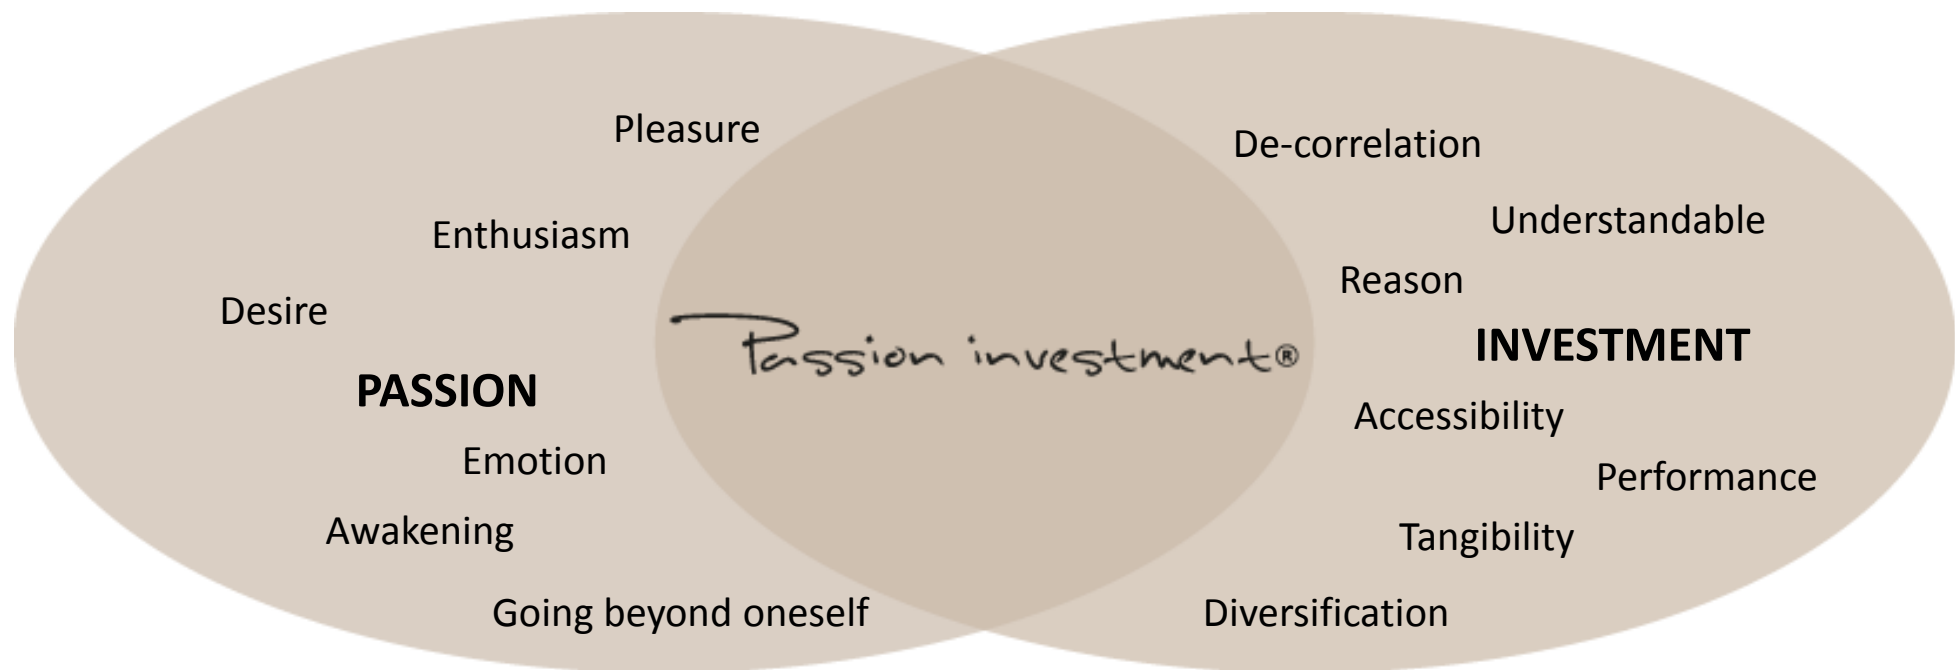 Pleasure
Enthusiasm
Desire
PASSION
Emotion
Awakening
Going beyond oneself
Passion investment®
De-correlation
Understandable
Reason
INVESTMENT
Accessibility
Performance
Tangibility
Diversification